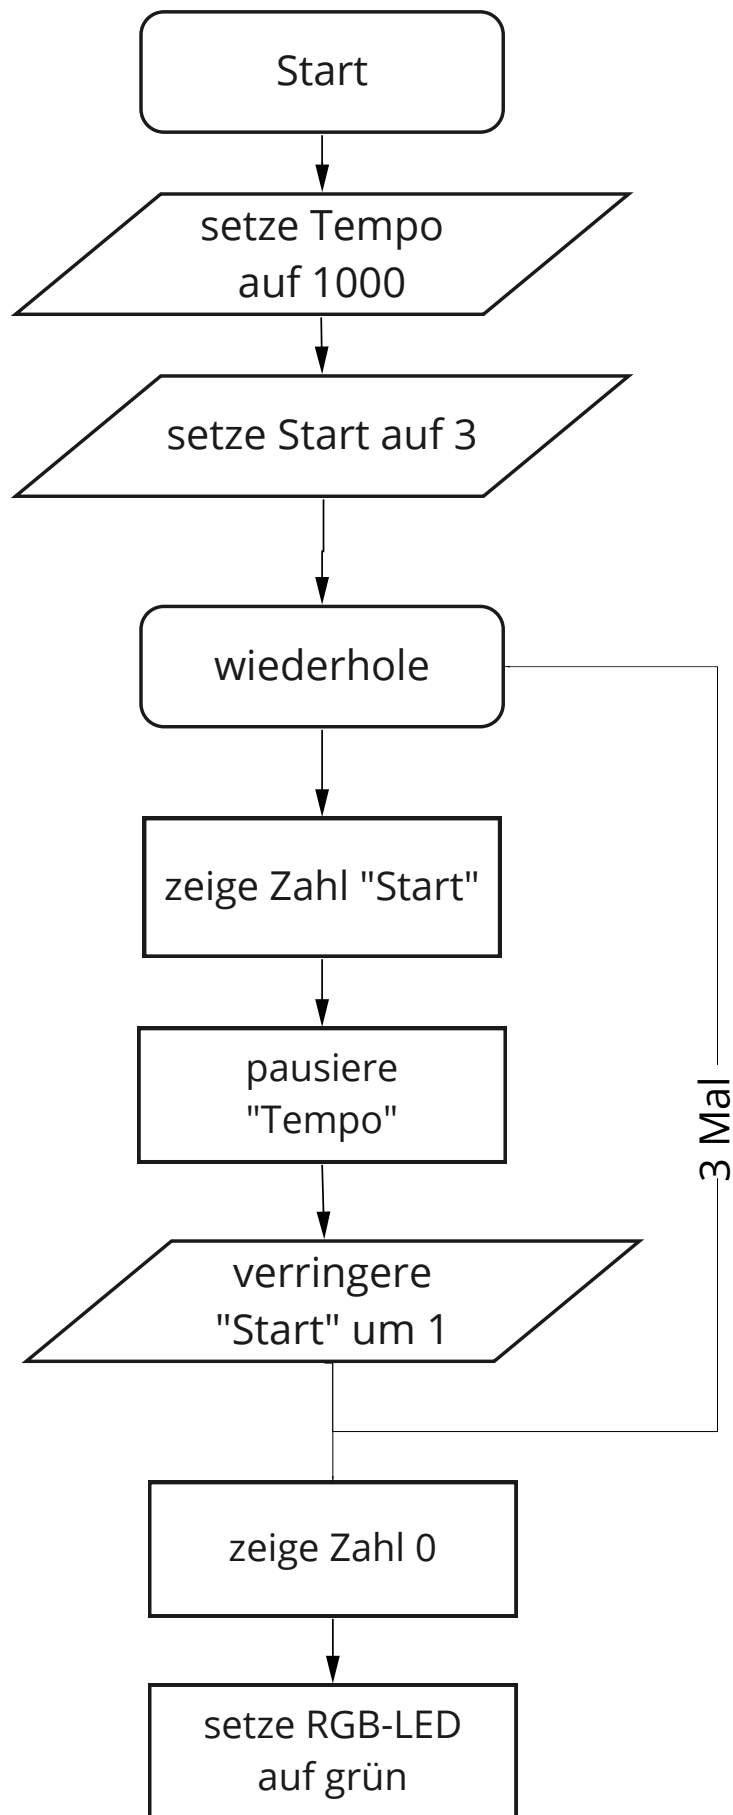 Start
setze Tempo
auf 1000
setze Start auf 3
wiederhole
zeige Zahl "Start"
pausiere
"Tempo"
3 Mal
verringere
"Start" um 1
zeige Zahl 0
setze RGB-LED
auf grün